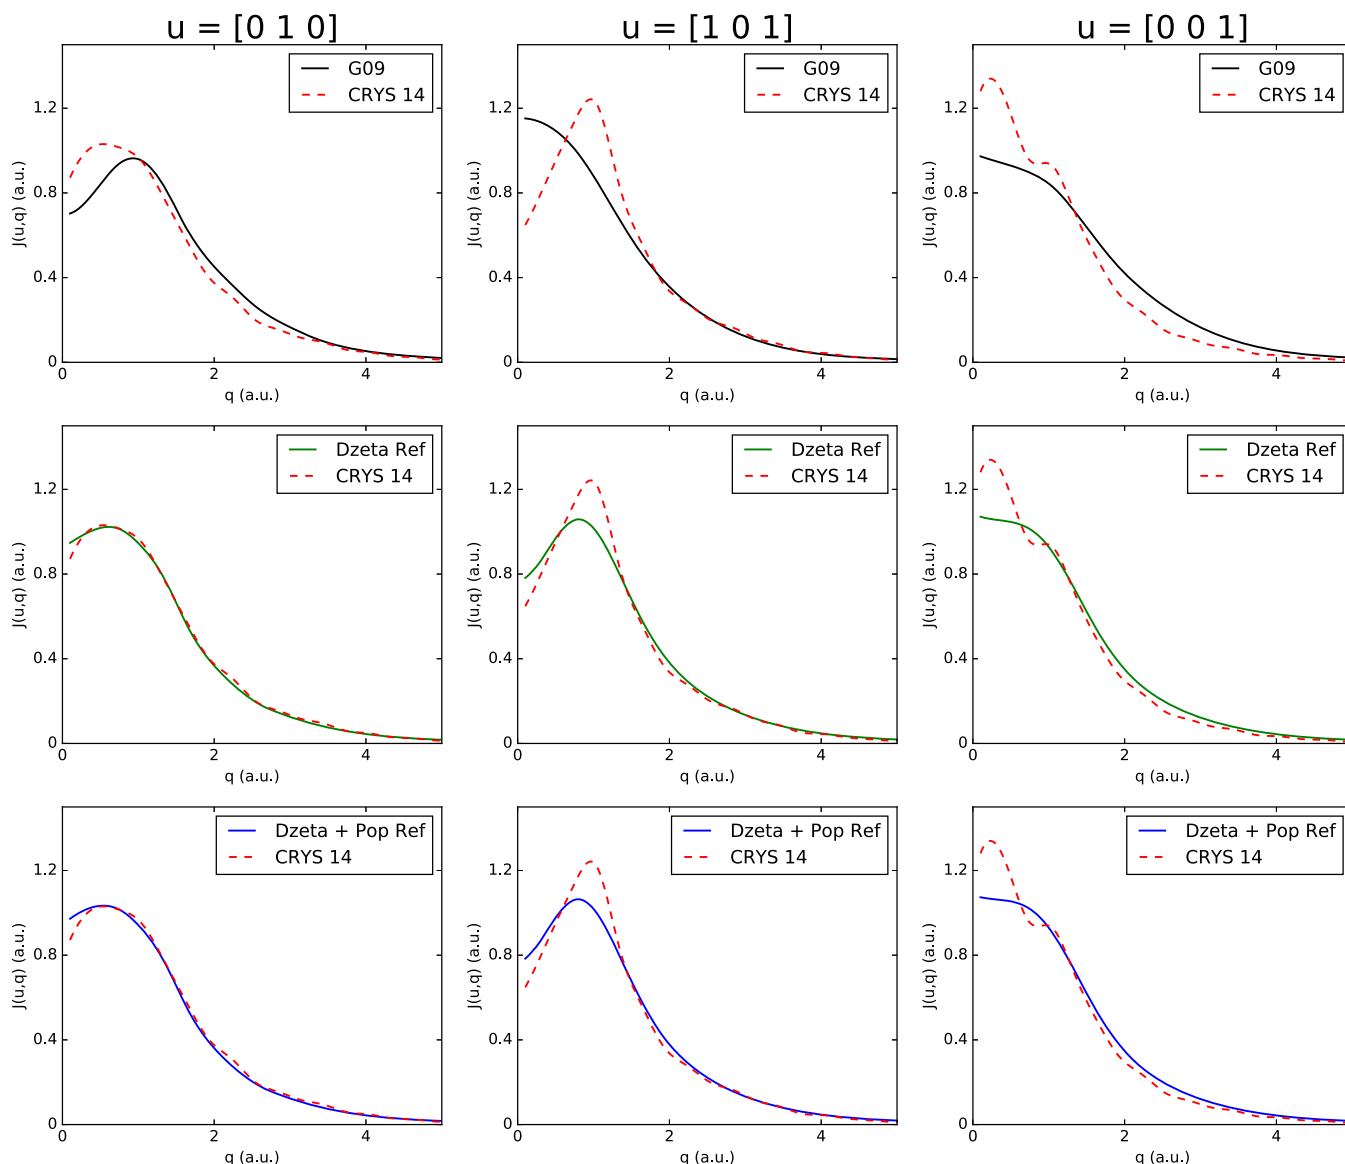 u = [0 1 0]
u = [1 0 1]
u = [0 0 1]
G09
CRYS 14
J(u,q) (a.u.)
1.2
0.8
0.4
0
0
2
4
q (a.u.)
G09
CRYS 14
J(u,q) (a.u.)
1.2
0.8
0.4
0
0
2
4
q (a.u.)
G09
CRYS 14
J(u,q) (a.u.)
1.2
0.8
0.4
0
0
2
4
q (a.u.)
Dzeta Ref
CRYS 14
J(u,q) (a.u.)
1.2
0.8
0.4
0
0
2
4
q (a.u.)
Dzeta Ref
CRYS 14
J(u,q) (a.u.)
1.2
0.8
0.4
0
0
2
4
q (a.u.)
Dzeta Ref
CRYS 14
J(u,q) (a.u.)
1.2
0.8
0.4
0
0
2
4
q (a.u.)
Dzeta + Pop Ref
CRYS 14
J(u,q) (a.u.)
1.2
0.8
0.4
0
0
2
4
q (a.u.)
Dzeta + Pop Ref
CRYS 14
J(u,q) (a.u.)
1.2
0.8
0.4
0
0
2
4
q (a.u.)
Dzeta + Pop Ref
CRYS 14
J(u,q) (a.u.)
1.2
0.8
0.4
0
0
2
4
q (a.u.)